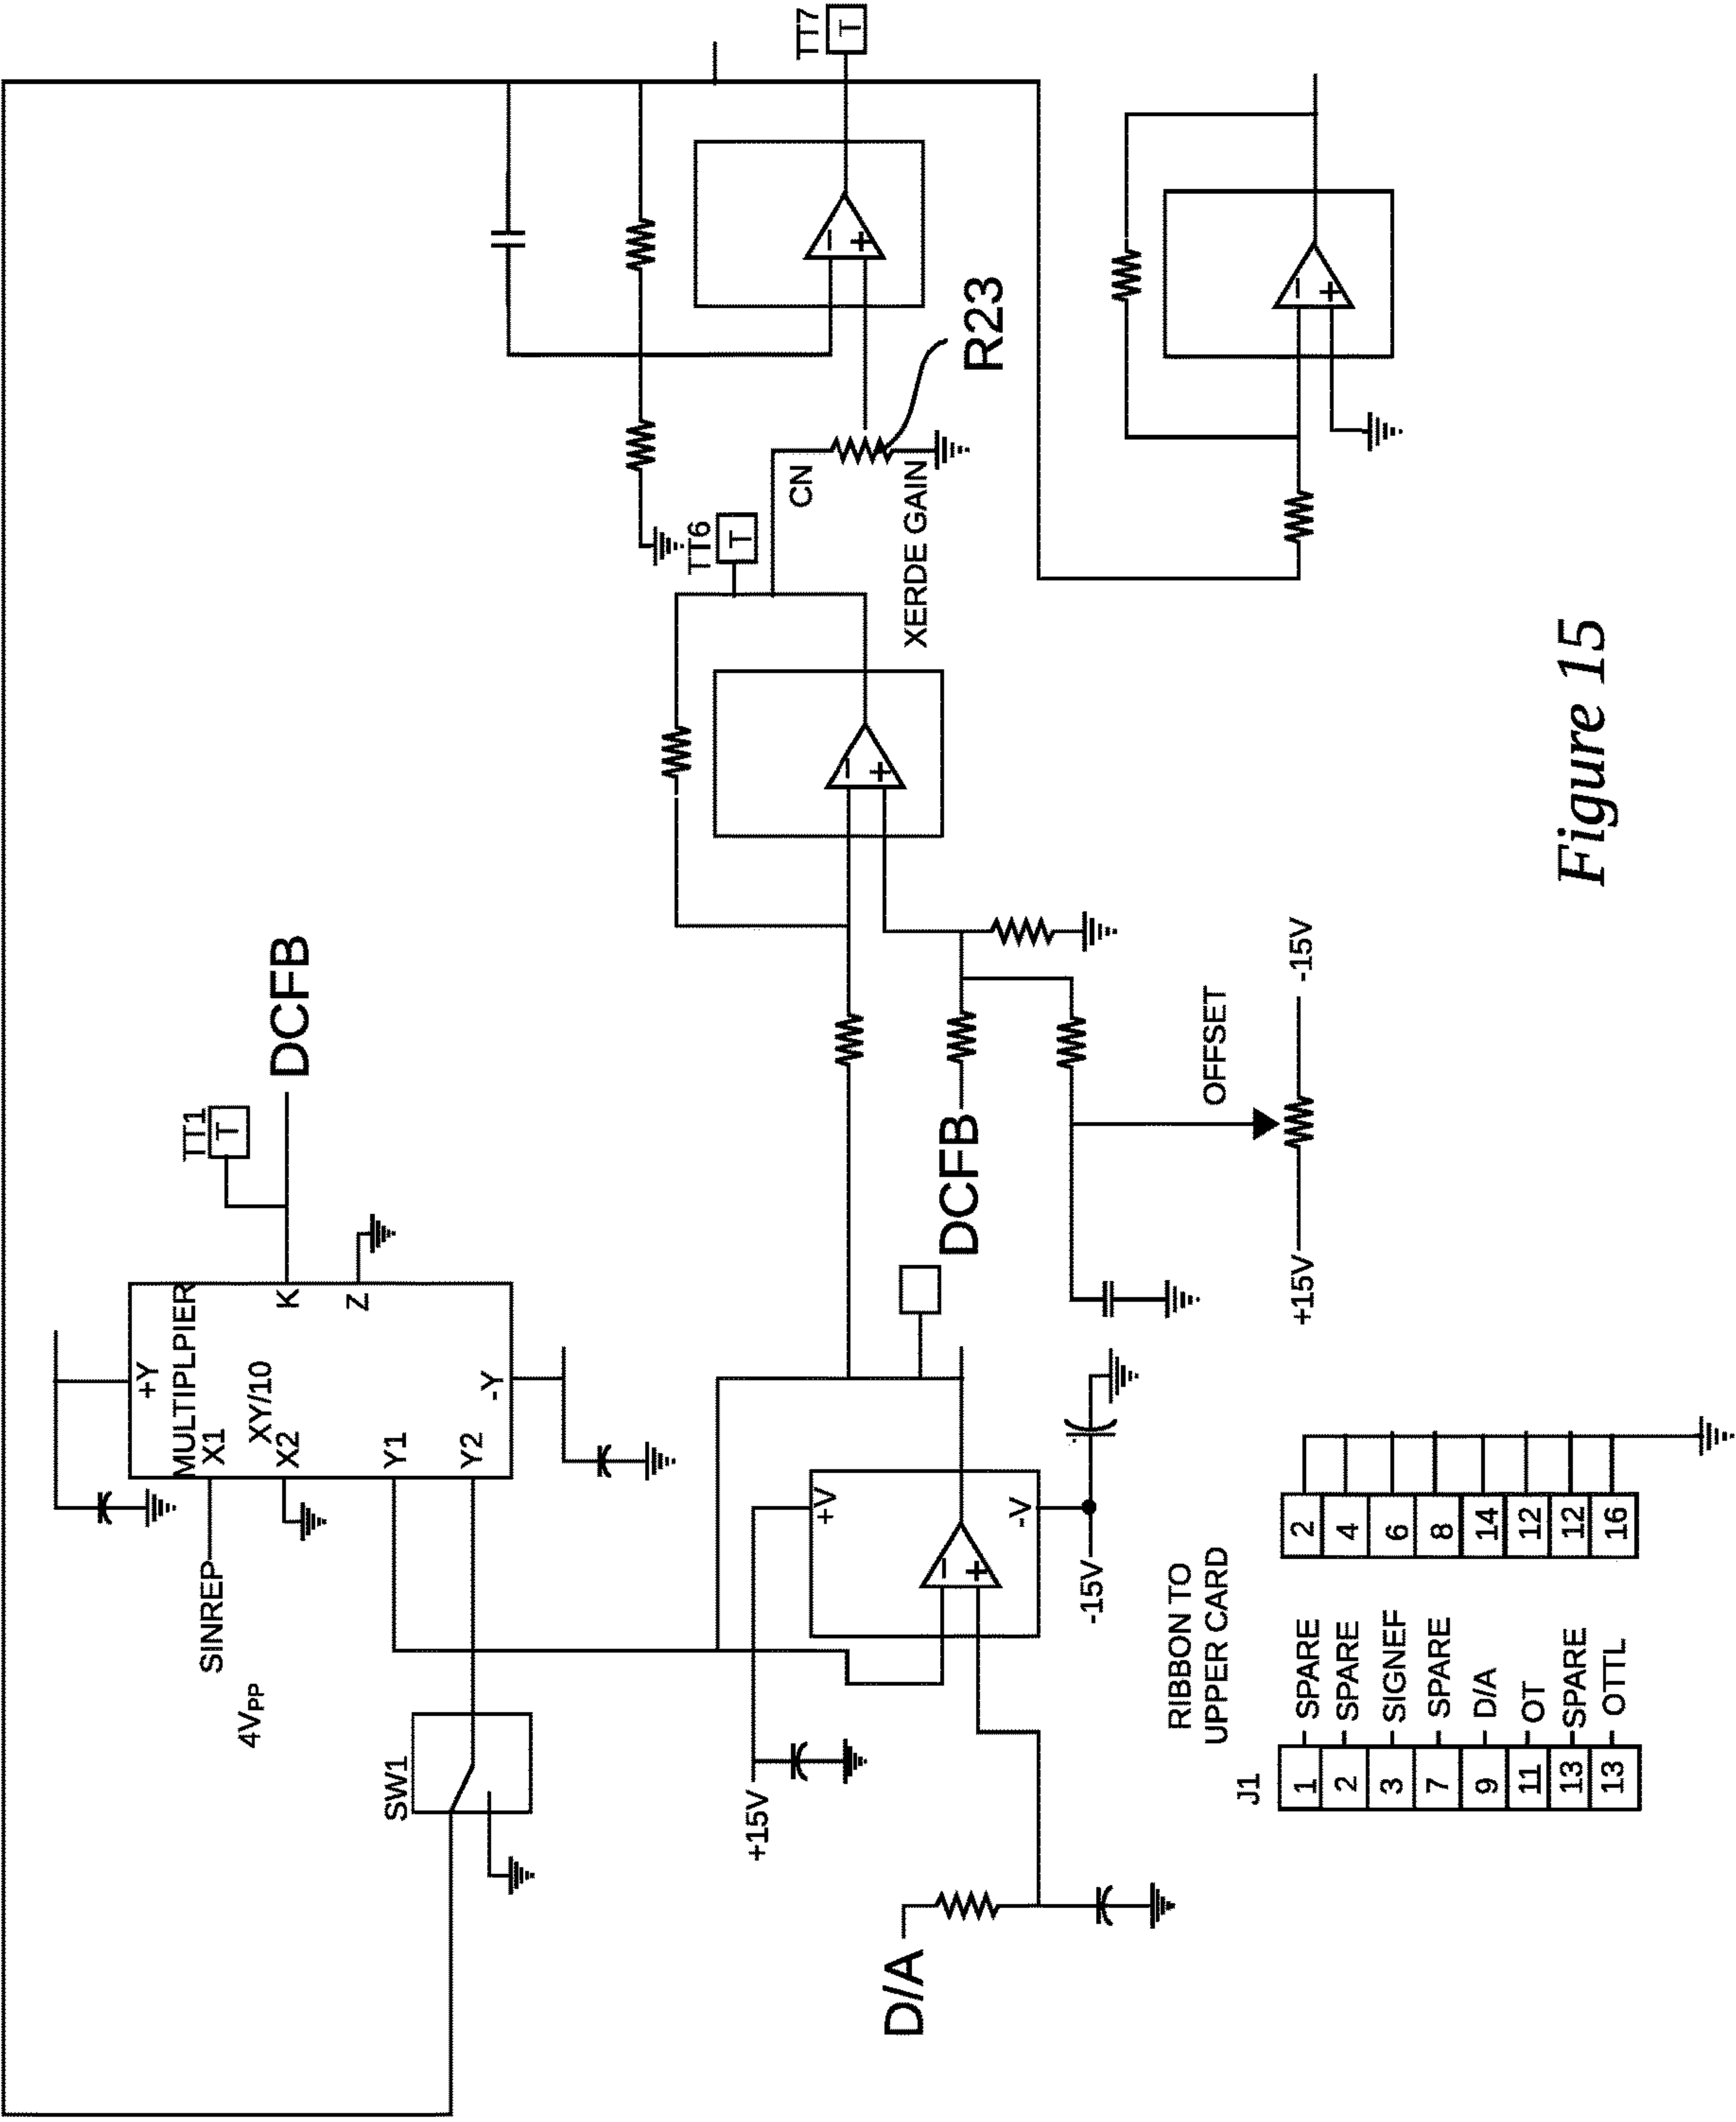 SINREP
4VPP
MULTIPLPIER
+Y
X1
XY/10
X2
Y1
Y2
-Y
K
Z
TT1
T
DCFB
SW1
+15V
+V
-V
-15V
D/A
DCFB
OFFSET
+15V
-15V
TT6
T
CN
XERDE GAIN
R23
TT7
T
- +
- +
- +
- +
RIBBON TO
UPPER CARD
J1
1 SPARE 2
2 SPARE 4
3 SIGNEF 6
7 SPARE 8
9 D/A 14
11 OT 12
13 SPARE 12
13 OTTL 16
Figure 15